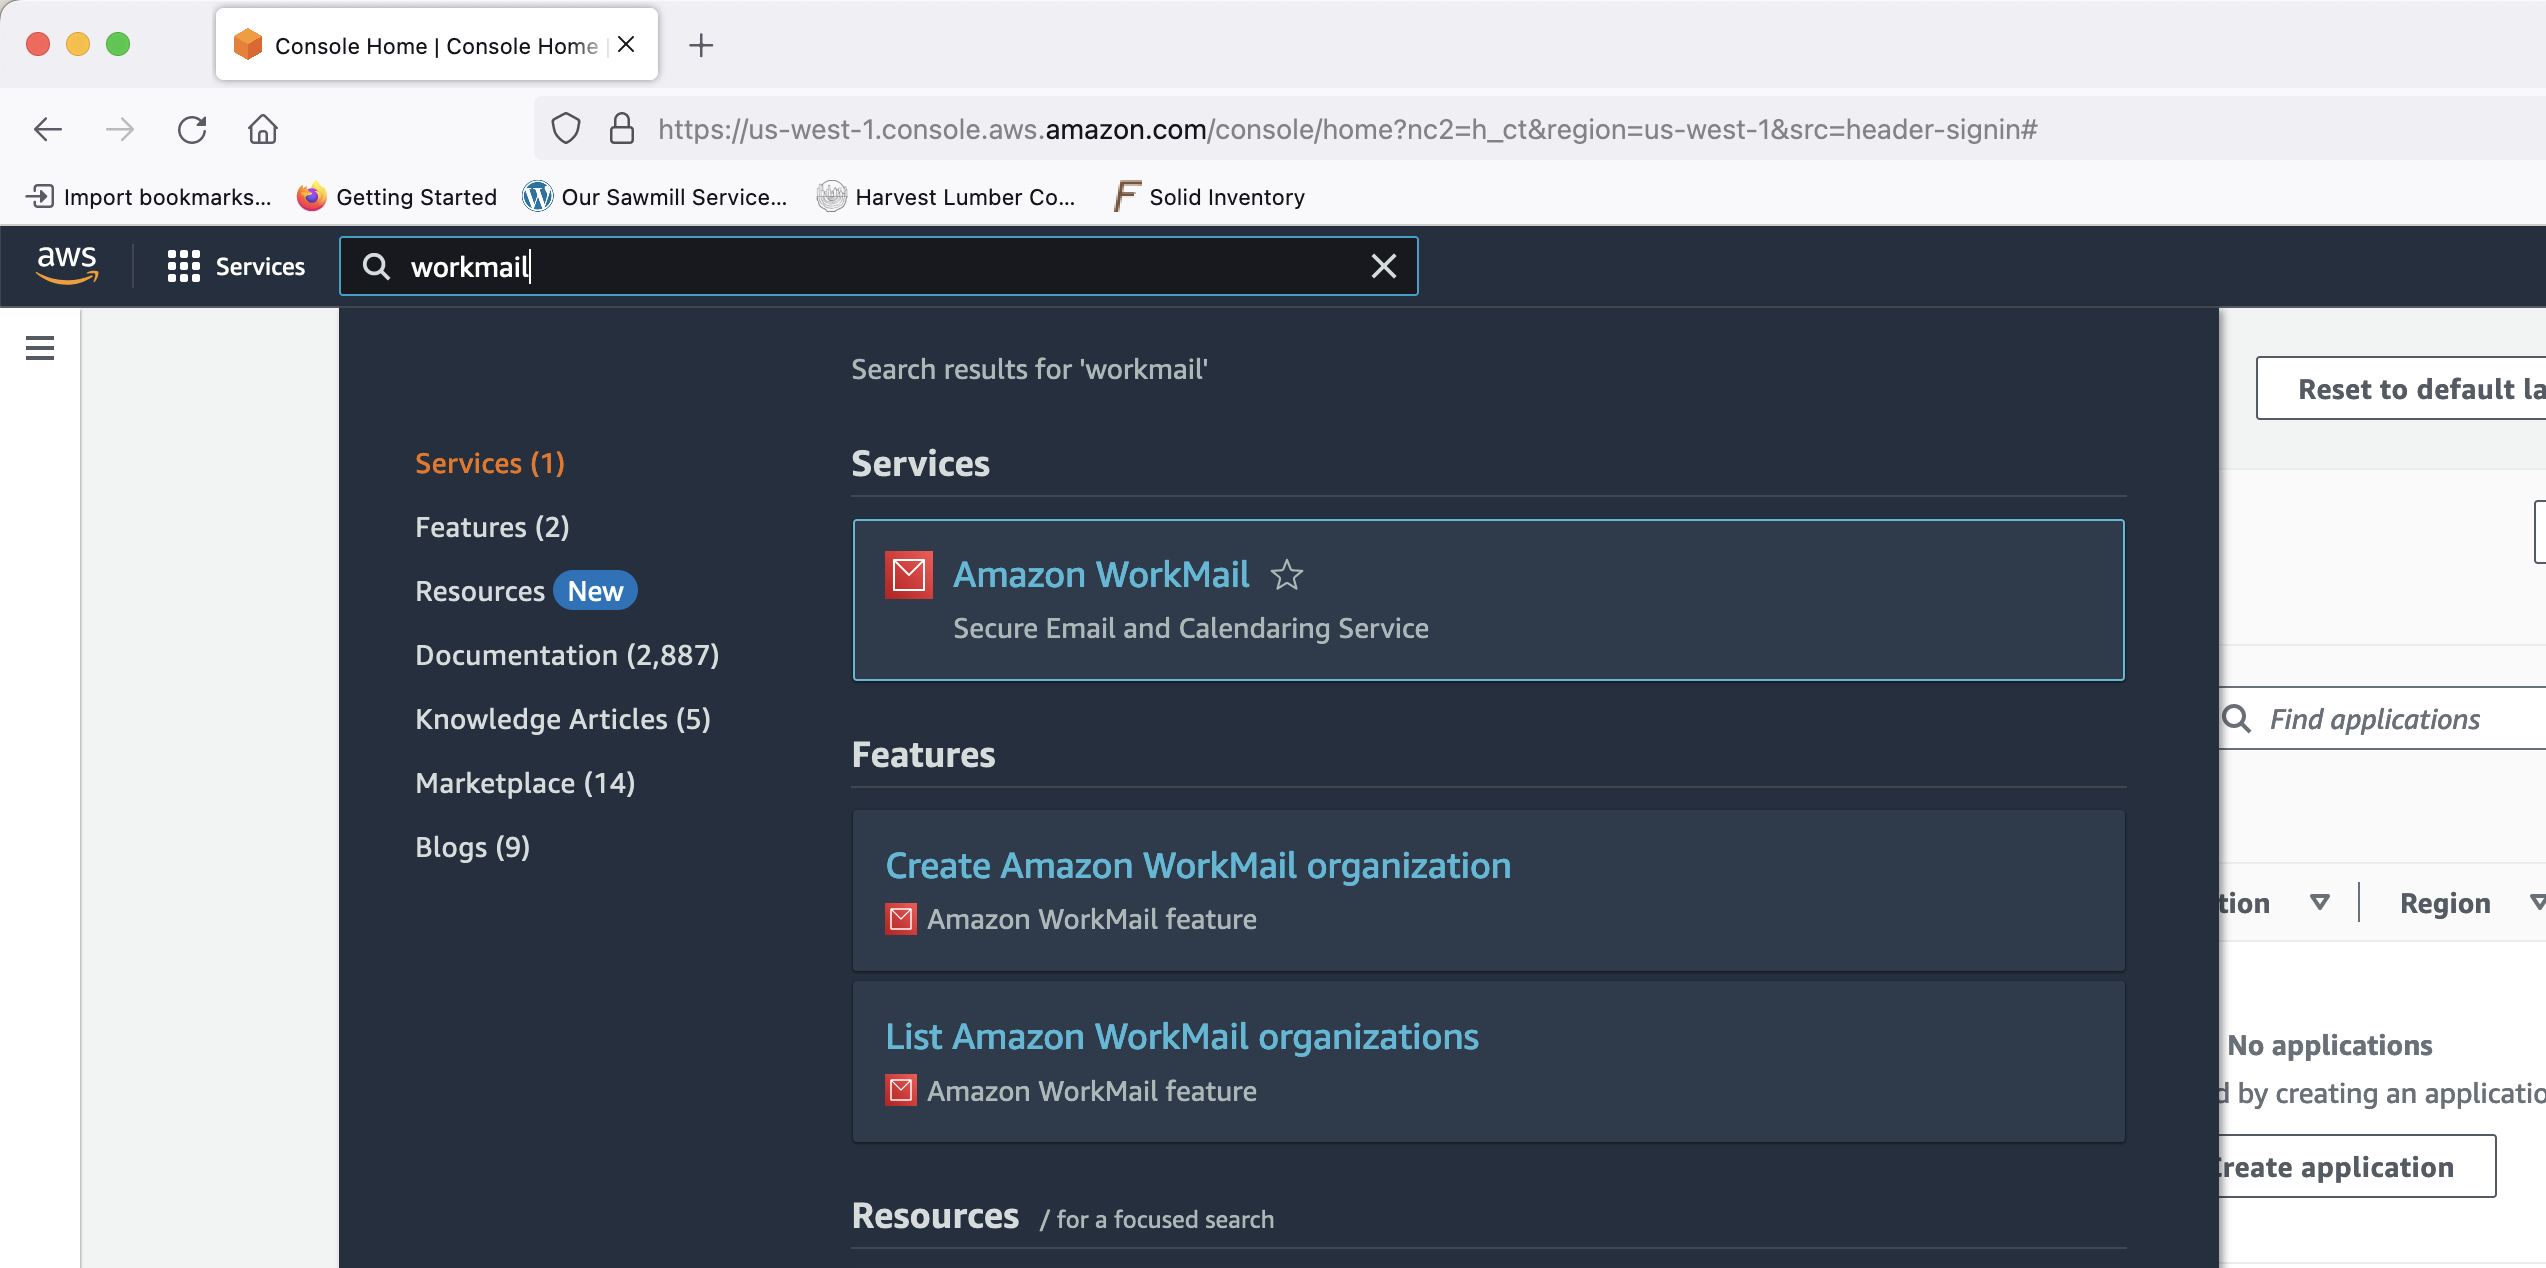 Console Home | Console Home
https://us-west-1.console.aws.amazon.com/console/home?nc2=h_ct&region=us-west-1&src=header-signin#
Import bookmarks...
Getting Started
Our Sawmill Service...
Harvest Lumber Co...
Solid Inventory
aws
Services
workmail
Search results for 'workmail'
Reset to default la
Services (1)
Features (2)
Resources New
Documentation (2,887)
Knowledge Articles (5)
Marketplace (14)
Blogs (9)
Services
Amazon WorkMail
Secure Email and Calendaring Service
Features
Create Amazon WorkMail organization
Amazon WorkMail feature
List Amazon WorkMail organizations
Amazon WorkMail feature
Resources / for a focused search
Find applications
tion
Region
No applications
d by creating an applicatio
Create application